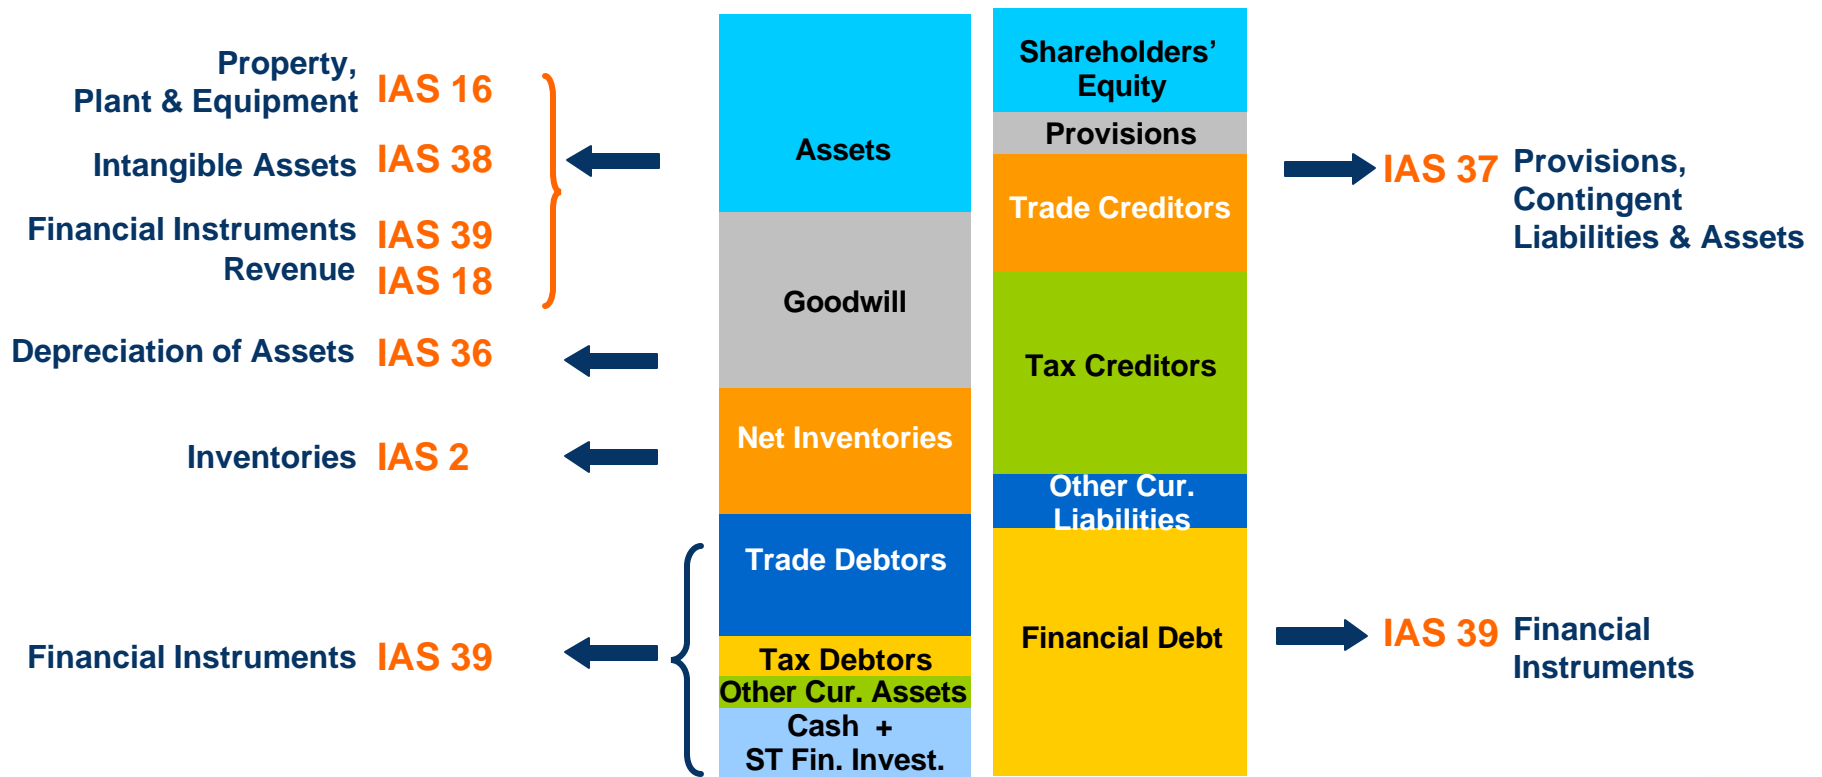 Property,
Plant & Equipment
IAS 16
Intangible Assets
IAS 38
Financial Instruments
IAS 39
Revenue
IAS 18
Depreciation of Assets
IAS 36
Inventories
IAS 2
Financial Instruments
IAS 39
Assets
Goodwill
Net Inventories
Trade Debtors
Tax Debtors
Other Cur. Assets
Cash +
ST Fin. Invest.
Shareholders’
Equity
Provisions
Trade Creditors
Tax Creditors
Other Cur.
Liabilities
Financial Debt
IAS 37
Provisions,
Contingent
Liabilities & Assets
IAS 39
Financial
Instruments